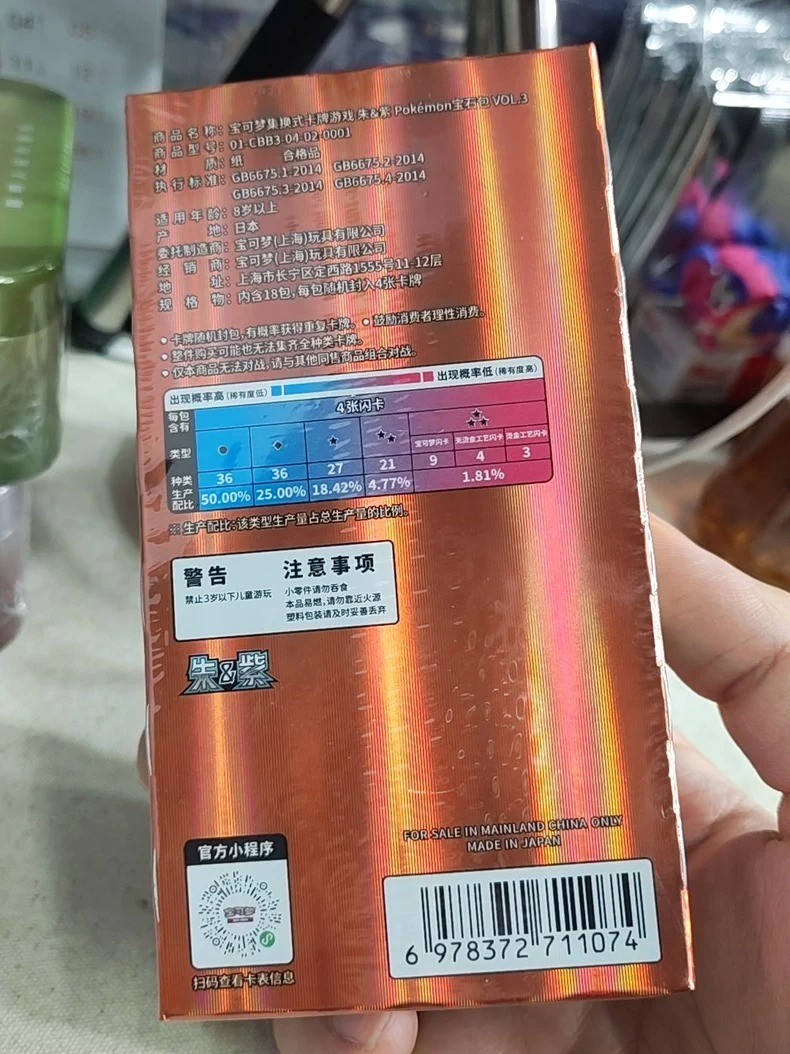 商品名称：宝可梦集换式卡牌游戏 朱&紫 Pokémon宝石包 VOL.3
商品型号：01-CBB3-04-02-0001
材质：纸 合格品
执行标准：GB6675.1-2014 GB6675.2-2014
GB6675.3-2014 GB6675.4-2014
适用年龄：8岁以上
产地：日本
委托制造商：宝可梦(上海)玩具有限公司
经销商：宝可梦(上海)玩具有限公司
地址：上海市长宁区定西路1555号11-12层
规格物：内含18包，每包随机封入4张卡牌
•卡牌随机封包，有概率获得重复卡牌。 •鼓励消费者理性消费。
•整件购买可能也无法集齐全种类卡牌。
•仅本商品无法对战，请与其他同售商品组合对战。
出现概率高(稀有度低) 出现概率低(稀有度高)
每包含有 4张闪卡
类型 ● ◆ ★ ★★ ★★★
宝可梦闪卡 无烫金工艺闪卡 烫金工艺闪卡
种类 36 36 27 21 9 4 3
生产配比 50.00% 25.00% 18.42% 4.77% 1.81%
※生产配比：该类型生产量占总生产量的比例。
警告 注意事项
禁止3岁以下儿童游玩 小零件请勿吞食
本品易燃，请勿靠近火源
塑料包装请及时妥善丢弃
朱&紫
FOR SALE IN MAINLAND CHINA ONLY
MADE IN JAPAN
官方小程序
宝可梦
扫码查看卡表信息
6 978372 711074